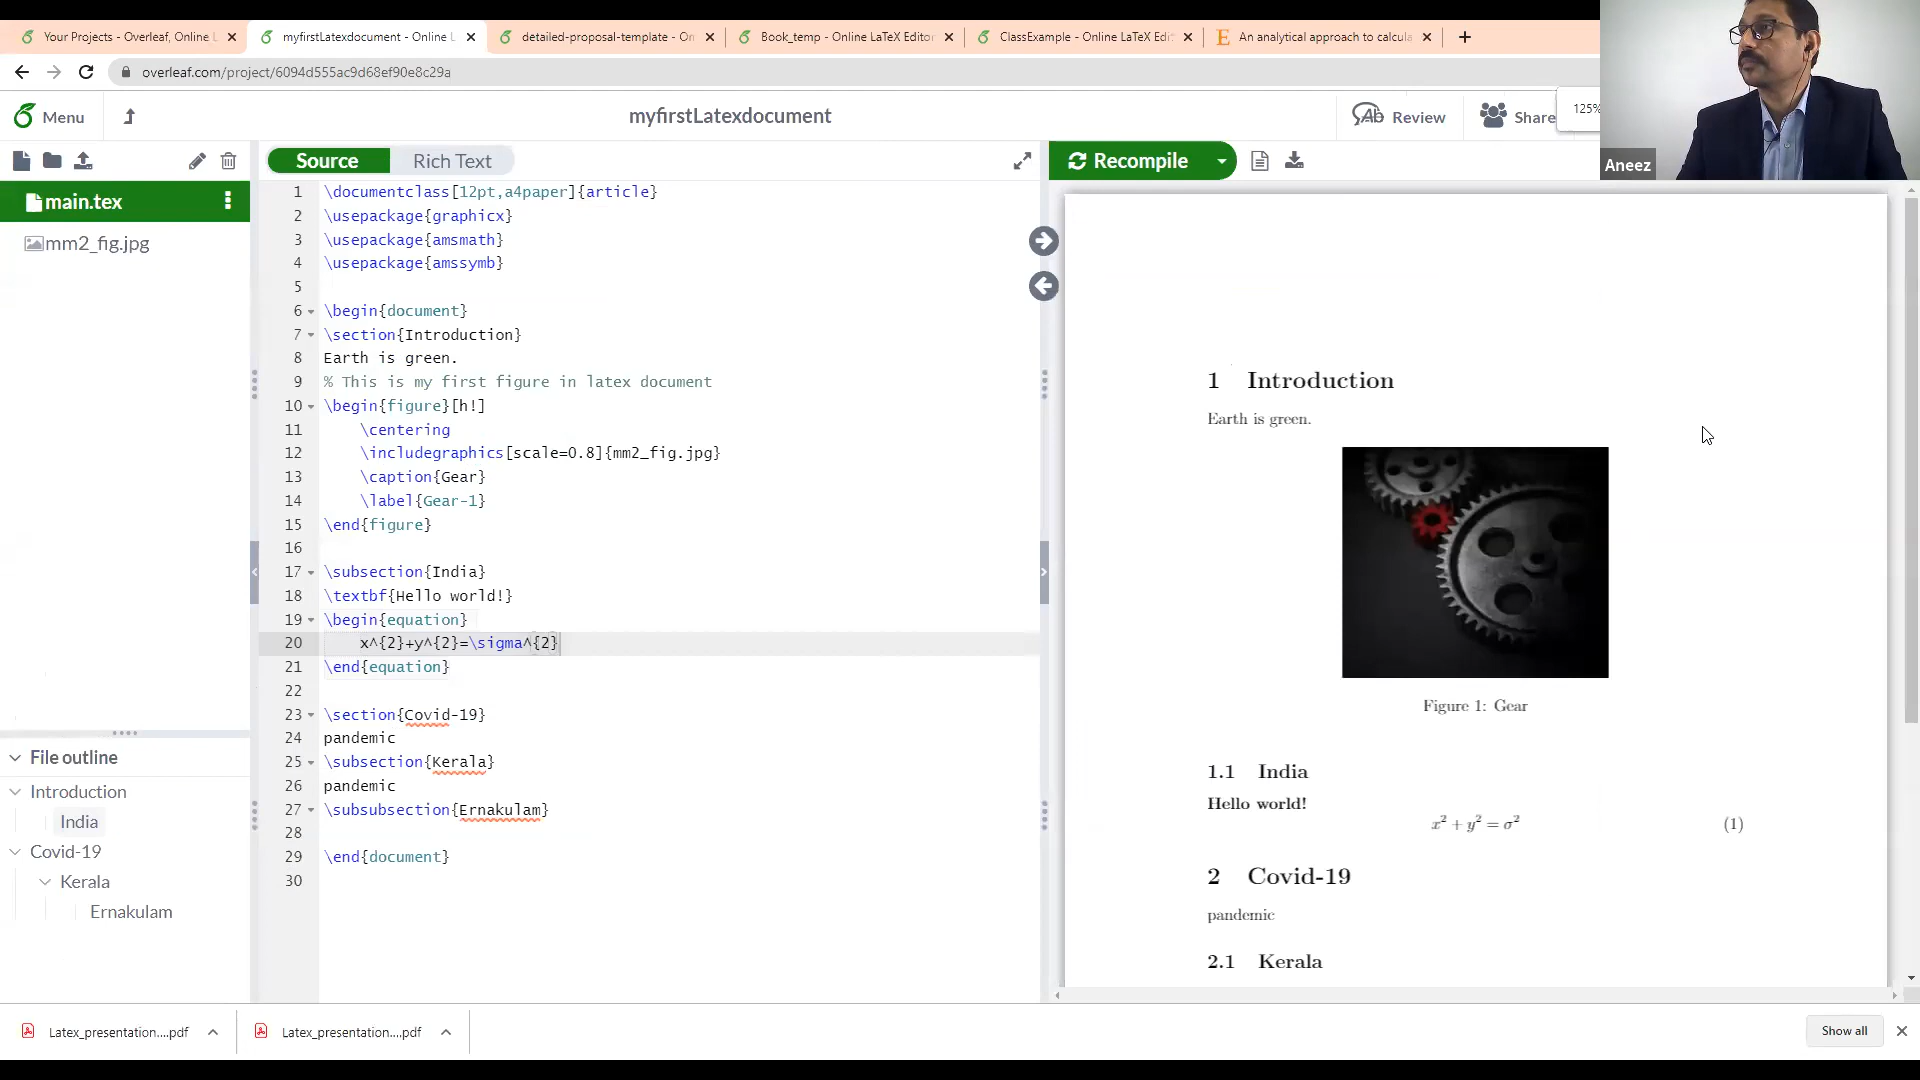 Your Projects - Overleaf, Online L
myfirstLatexdocument - Online L
detailed-proposal-template - On
Book_temp - Online LaTeX Editor
ClassExample - Online LaTeX Edit
E An analytical approach to calcula
overleaf.com/project/6094d555ac9d68ef90e8c29a
Menu
myfirstLatexdocument
Review
Share
125%
Aneez
Source
Rich Text
Recompile
main.tex
mm2_fig.jpg
File outline
Introduction
India
Covid-19
Kerala
Ernakulam
1 \documentclass[12pt,a4paper]{article}
2 \usepackage{graphicx}
3 \usepackage{amsmath}
4 \usepackage{amssymb}
5
6 \begin{document}
7 \section{Introduction}
8 Earth is green.
9 % This is my first figure in latex document
10 \begin{figure}[h!]
11 \centering
12 \includegraphics[scale=0.8]{mm2_fig.jpg}
13 \caption{Gear}
14 \label{Gear-1}
15 \end{figure}
16
17 \subsection{India}
18 \textbf{Hello world!}
19 \begin{equation}
20 x^{2}+y^{2}=\sigma^{2}
21 \end{equation}
22
23 \section{Covid-19}
24 pandemic
25 \subsection{Kerala}
26 pandemic
27 \subsubsection{Ernakulam}
28
29 \end{document}
30
1 Introduction
Earth is green.
Figure 1: Gear
1.1 India
Hello world!
x² + y² = σ² (1)
2 Covid-19
pandemic
2.1 Kerala
Latex_presentation....pdf
Latex_presentation....pdf
Show all